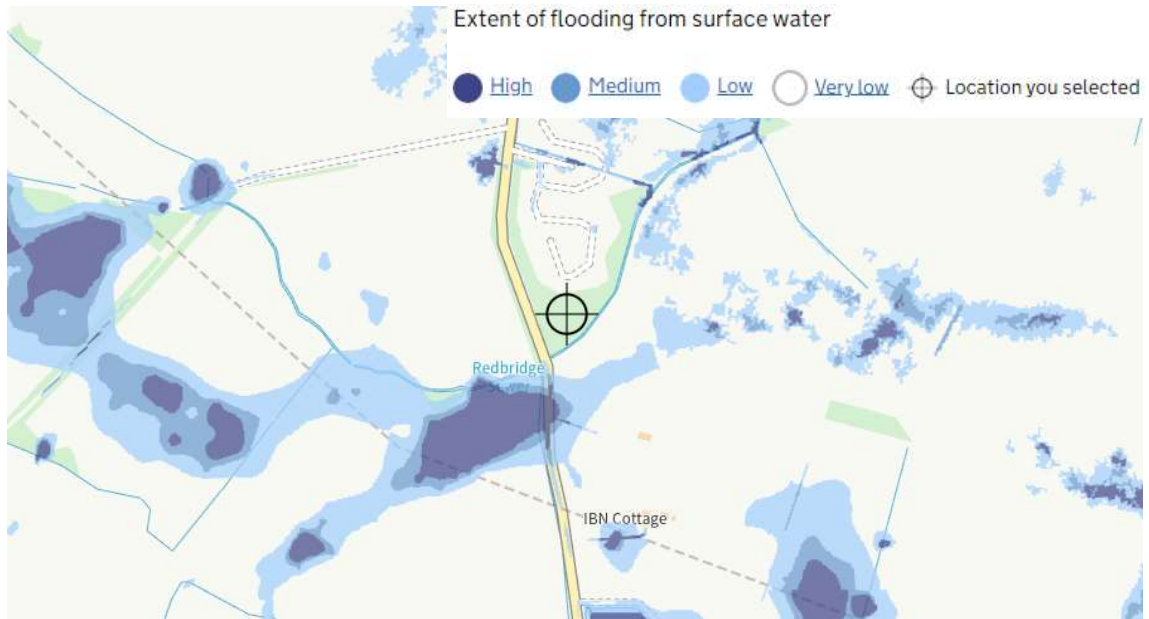 Extent of flooding from surface water
High Medium Low Very low Location you selected
Redbridge
IBN Cottage